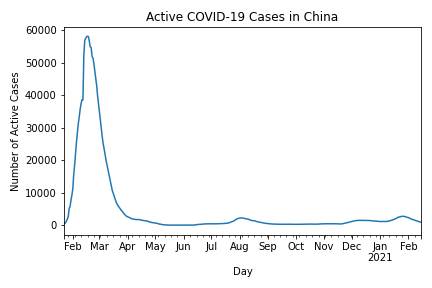 Active COVID-19 Cases in China
60000
50000
40000
30000
20000
10000
0
Number of Active Cases
Feb Mar Apr May Jun Jul Aug Sep Oct Nov Dec Jan Feb
2021
Day